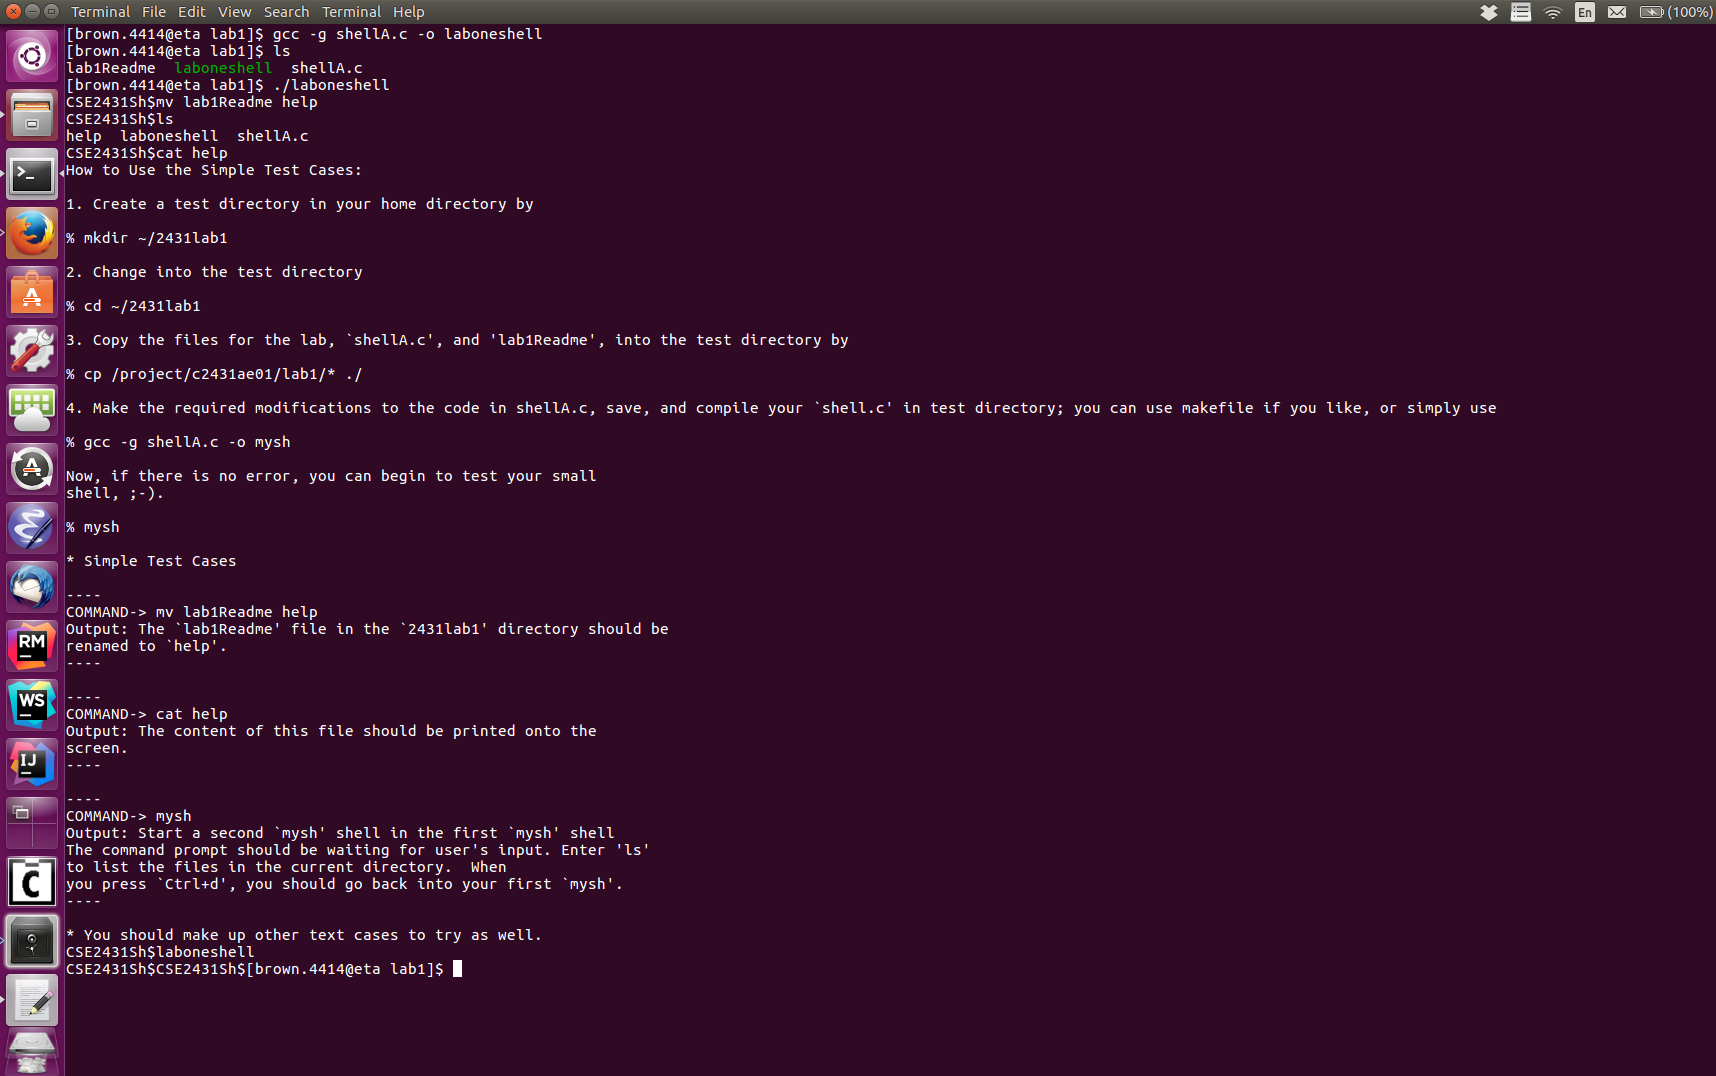 Terminal File Edit View Search Terminal Help En (100%)
[brown.4414@eta lab1]$ gcc -g shellA.c -o laboneshell
[brown.4414@eta lab1]$ ls
lab1Readme laboneshell shellA.c
[brown.4414@eta lab1]$ ./laboneshell
CSE2431Sh$mv lab1Readme help
CSE2431Sh$ls
help laboneshell shellA.c
CSE2431Sh$cat help
How to Use the Simple Test Cases:
1. Create a test directory in your home directory by
% mkdir ~/2431lab1
2. Change into the test directory
% cd ~/2431lab1
3. Copy the files for the lab, `shellA.c', and 'lab1Readme', into the test directory by
% cp /project/c2431ae01/lab1/* ./
4. Make the required modifications to the code in shellA.c, save, and compile your `shell.c' in test directory; you can use makefile if you like, or simply use
% gcc -g shellA.c -o mysh
Now, if there is no error, you can begin to test your small
shell, ;-).
% mysh
* Simple Test Cases
----
COMMAND-> mv lab1Readme help
Output: The `lab1Readme' file in the `2431lab1' directory should be
renamed to `help'.
----
----
COMMAND-> cat help
Output: The content of this file should be printed onto the
screen.
----
----
COMMAND-> mysh
Output: Start a second `mysh' shell in the first `mysh' shell
The command prompt should be waiting for user's input. Enter 'ls'
to list the files in the current directory.  When
you press `Ctrl+d', you should go back into your first `mysh'.
----
* You should make up other text cases to try as well.
CSE2431Sh$laboneshell
CSE2431Sh$CSE2431Sh$[brown.4414@eta lab1]$
RM
WS
IJ
C